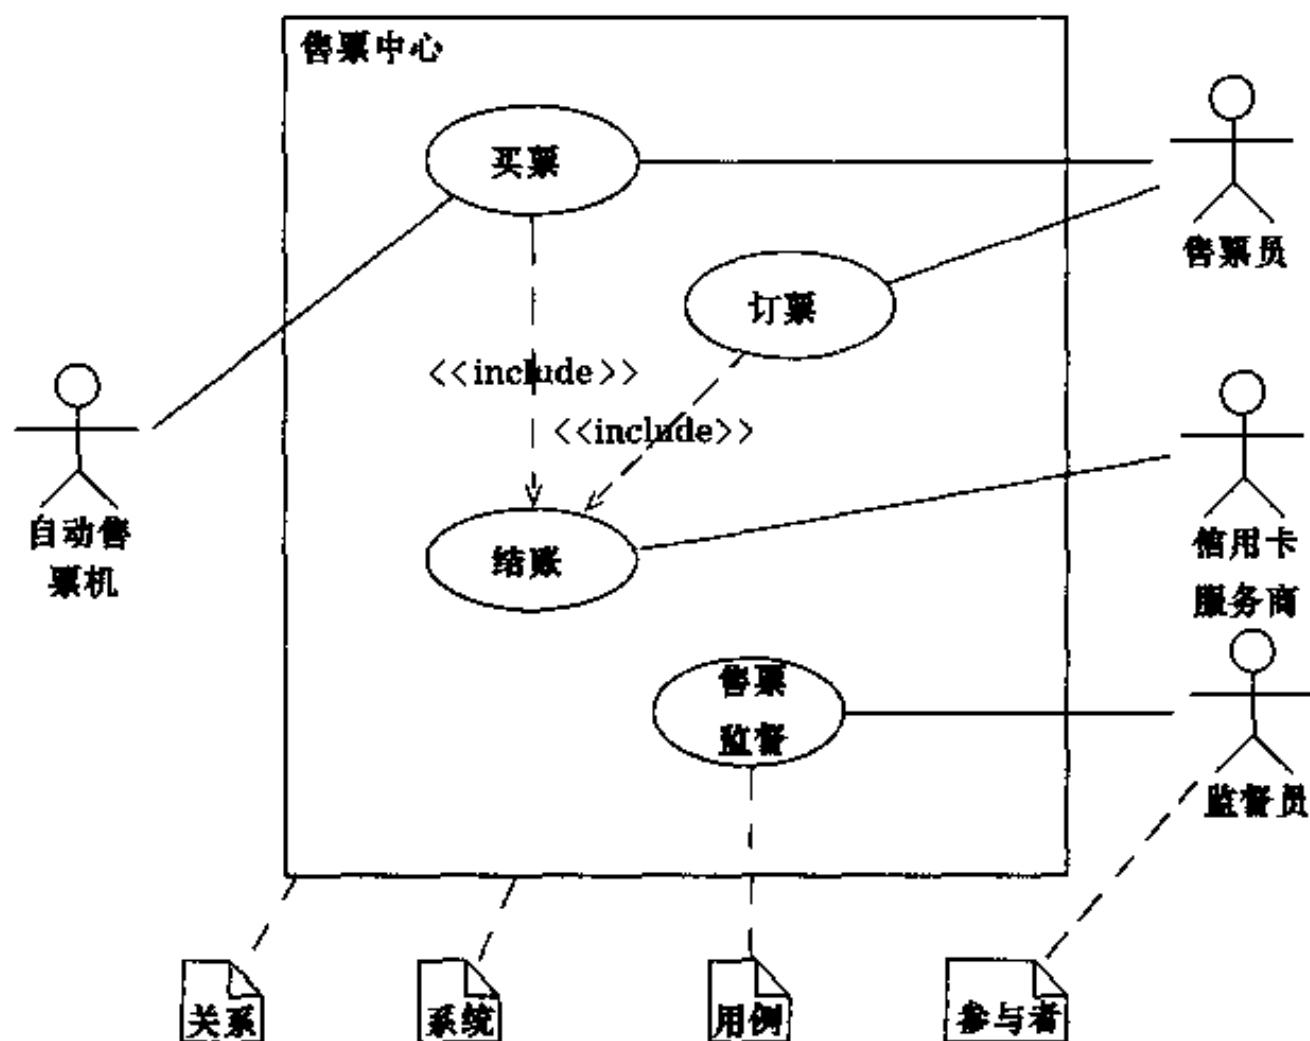 售票中心
买票
售票员
订票
<<include>>
<<include>>
自动售
票机
结账
信用卡
服务商
售票
监督
监督员
关系
系统
用例
参与者